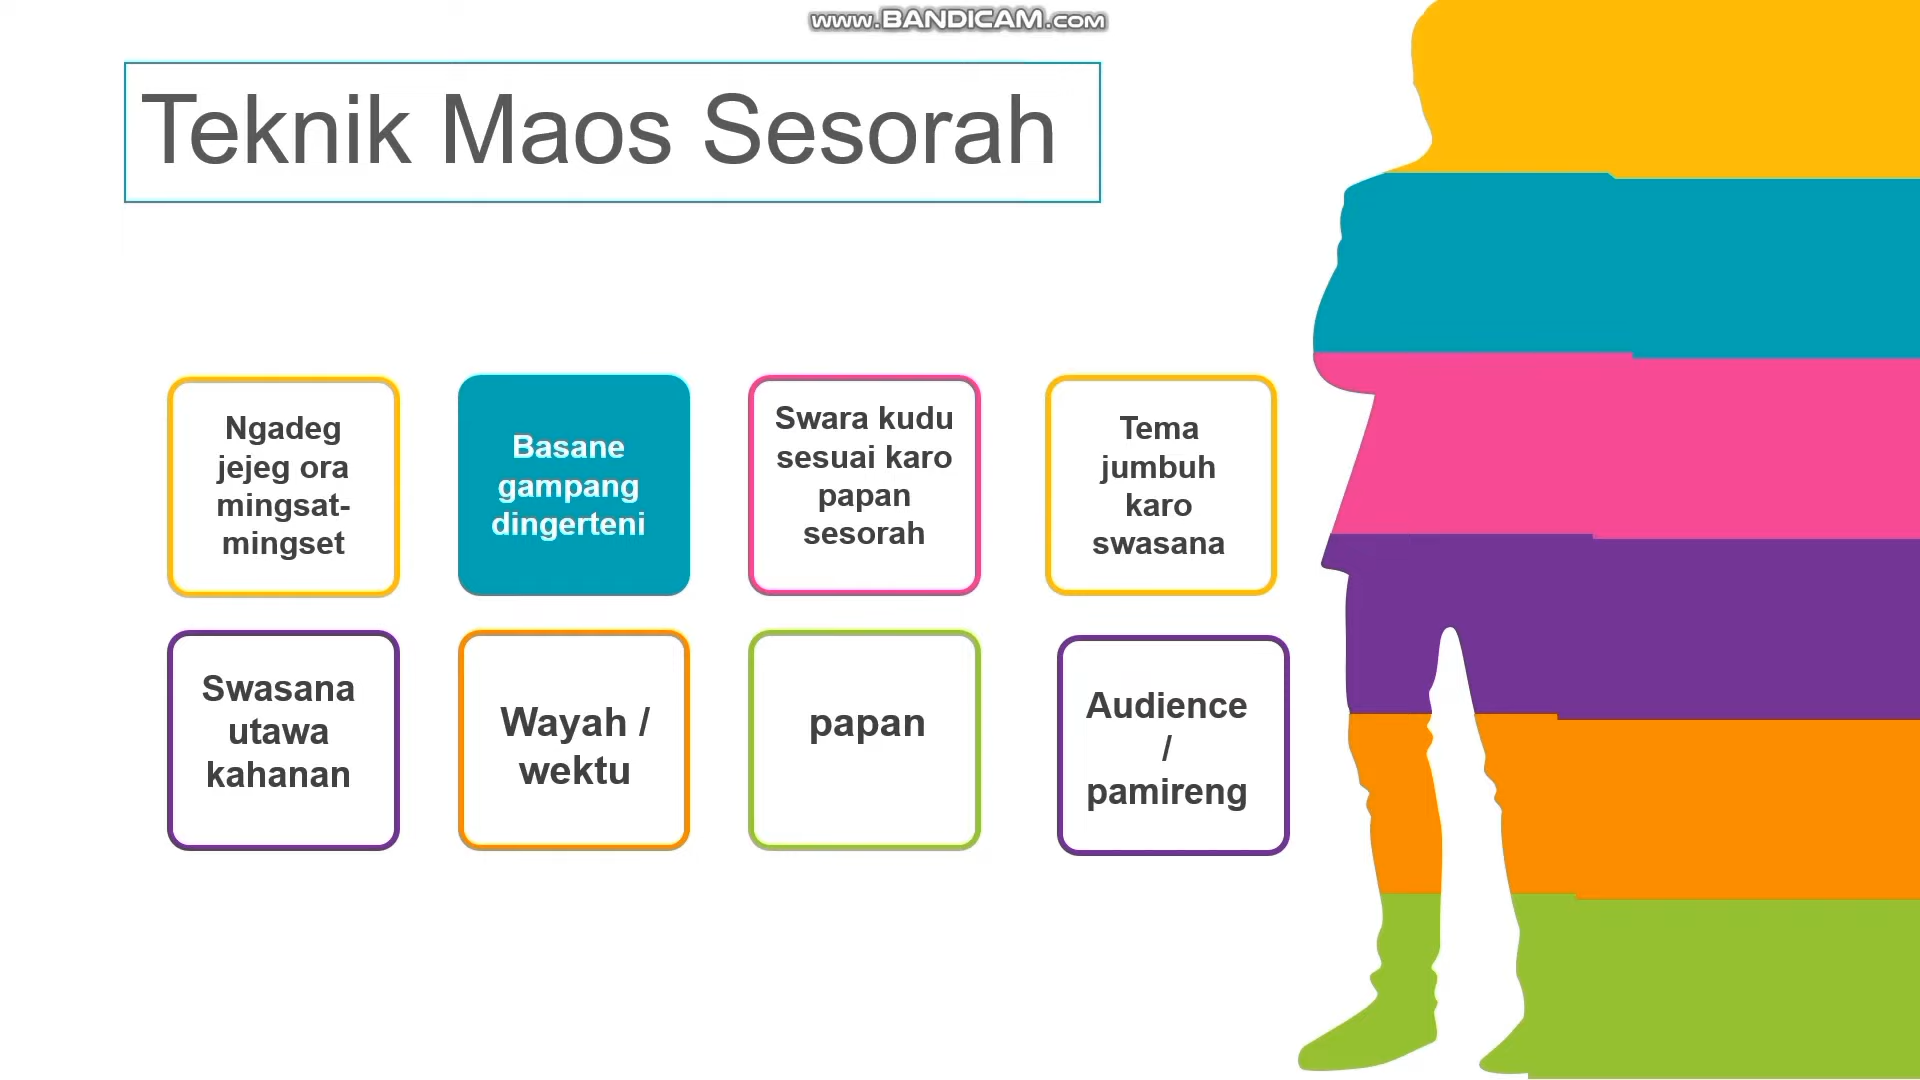 www.BANDICAM.com
Teknik Maos Sesorah
Ngadeg
jejeg ora
mingsat-
mingset
Basane
gampang
dingerteni
Swara kudu
sesuai karo
papan
sesorah
Tema
jumbuh
karo
swasana
Swasana
utawa
kahanan
Wayah /
wektu
papan
Audience
/
pamireng